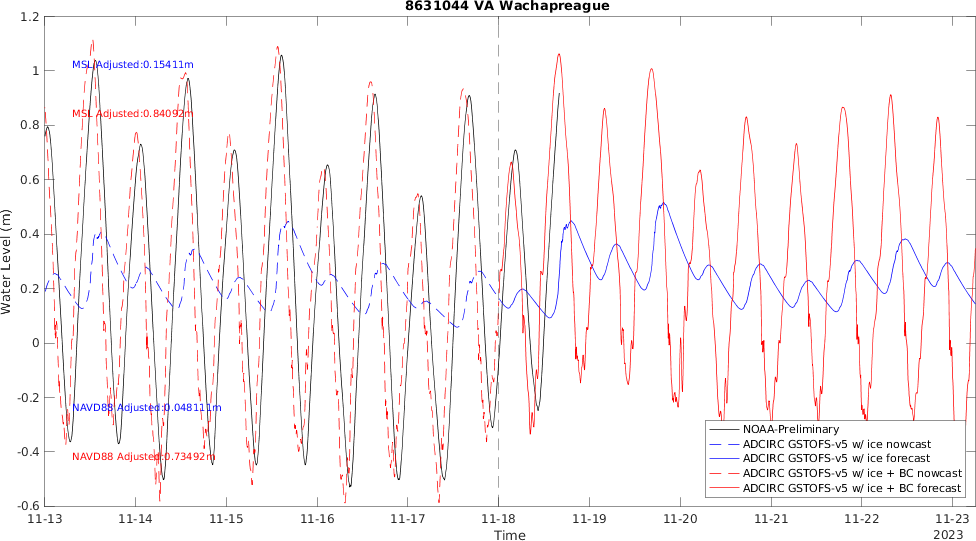 8631044 VA Wachapreague
Water Level (m)
1.2
1
0.8
0.6
0.4
0.2
0
-0.2
-0.4
-0.6
MSL Adjusted:0.15411m
MSL Adjusted:0.84092m
NAVD88 Adjusted:0.048111m
NAVD88 Adjusted:0.73492m
NOAA-Preliminary
ADCIRC GSTOFS-v5 w/ ice nowcast
ADCIRC GSTOFS-v5 w/ ice forecast
ADCIRC GSTOFS-v5 w/ ice + BC nowcast
ADCIRC GSTOFS-v5 w/ ice + BC forecast
11-13 11-14 11-15 11-16 11-17 11-18 11-19 11-20 11-21 11-22 11-23
Time
2023